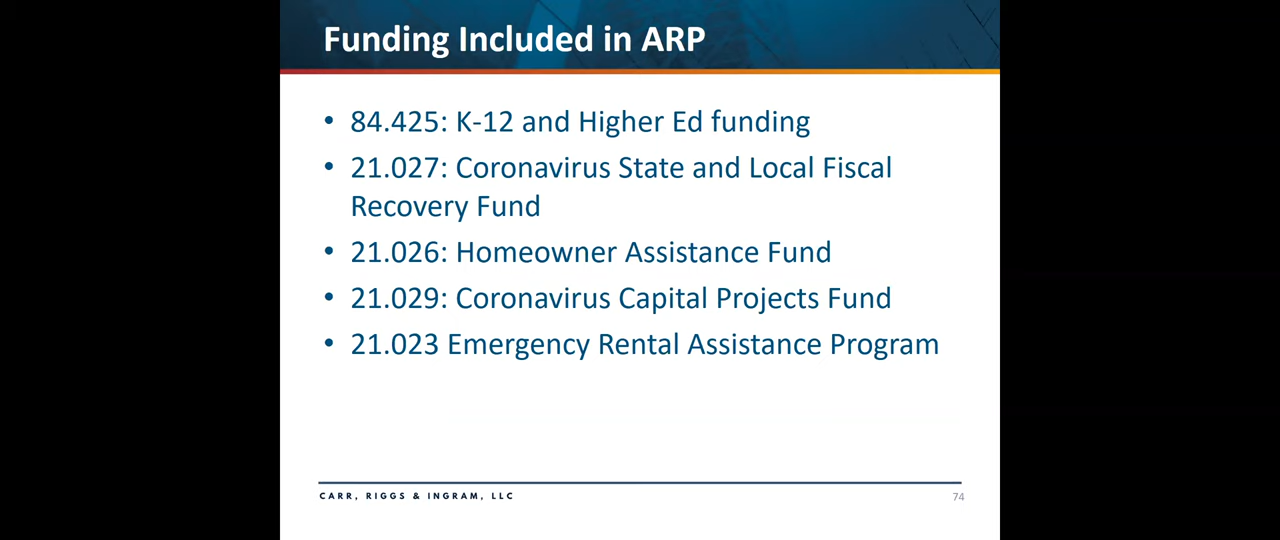 Funding Included in ARP
• 84.425: K-12 and Higher Ed funding
• 21.027: Coronavirus State and Local Fiscal
Recovery Fund
• 21.026: Homeowner Assistance Fund
• 21.029: Coronavirus Capital Projects Fund
• 21.023 Emergency Rental Assistance Program
CARR, RIGGS & INGRAM, LLC
74